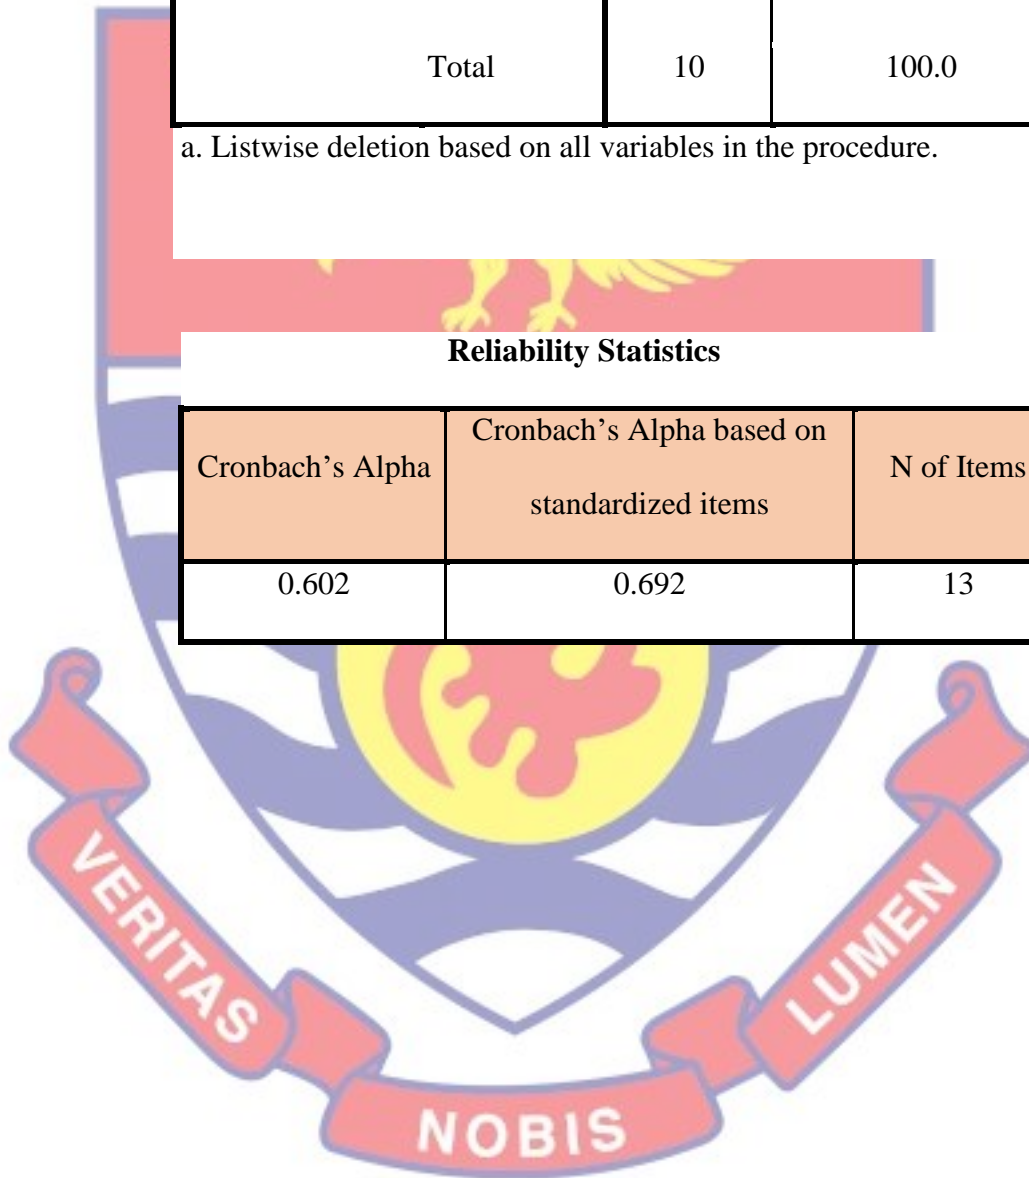 Total 10 100.0
a. Listwise deletion based on all variables in the procedure.
Reliability Statistics
Cronbach’s Alpha Cronbach’s Alpha based on standardized items N of Items
0.602 0.692 13
VERITAS
NOBIS
LUMEN